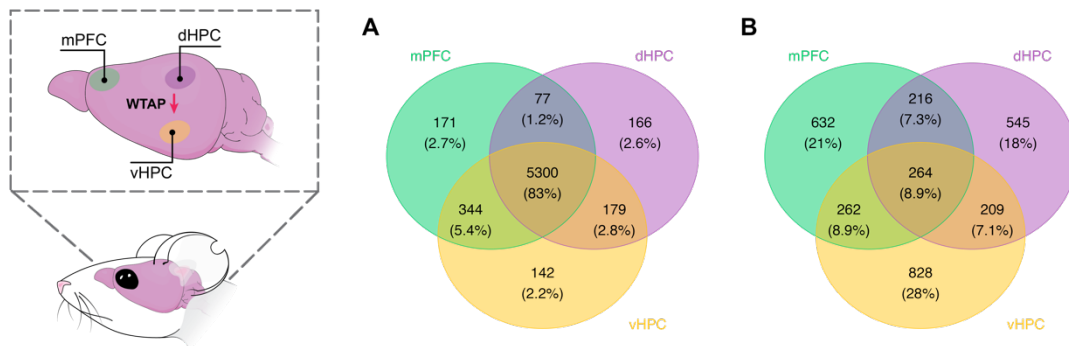 mPFC
dHPC
WTAP
vHPC
A
mPFC
dHPC
77
(1.2%)
171
(2.7%)
166
(2.6%)
5300
(83%)
344
(5.4%)
179
(2.8%)
142
(2.2%)
vHPC
B
mPFC
dHPC
216
(7.3%)
632
(21%)
545
(18%)
264
(8.9%)
262
(8.9%)
209
(7.1%)
828
(28%)
vHPC